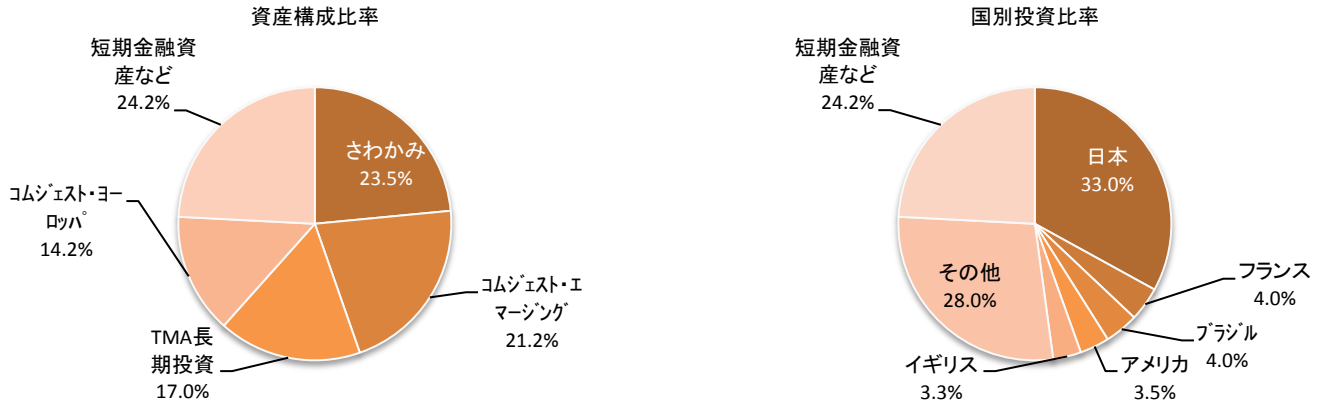 資産構成比率
短期金融資
産など
24.2%
さわかみ
23.5%
コムジェスト・ヨー
ロッパ
14.2%
コムジェスト・エ
マージング
21.2%
TMA長
期投資
17.0%
国別投資比率
短期金融資
産など
24.2%
日本
33.0%
その他
28.0%
フランス
4.0%
ブラジル
4.0%
アメリカ
3.5%
イギリス
3.3%